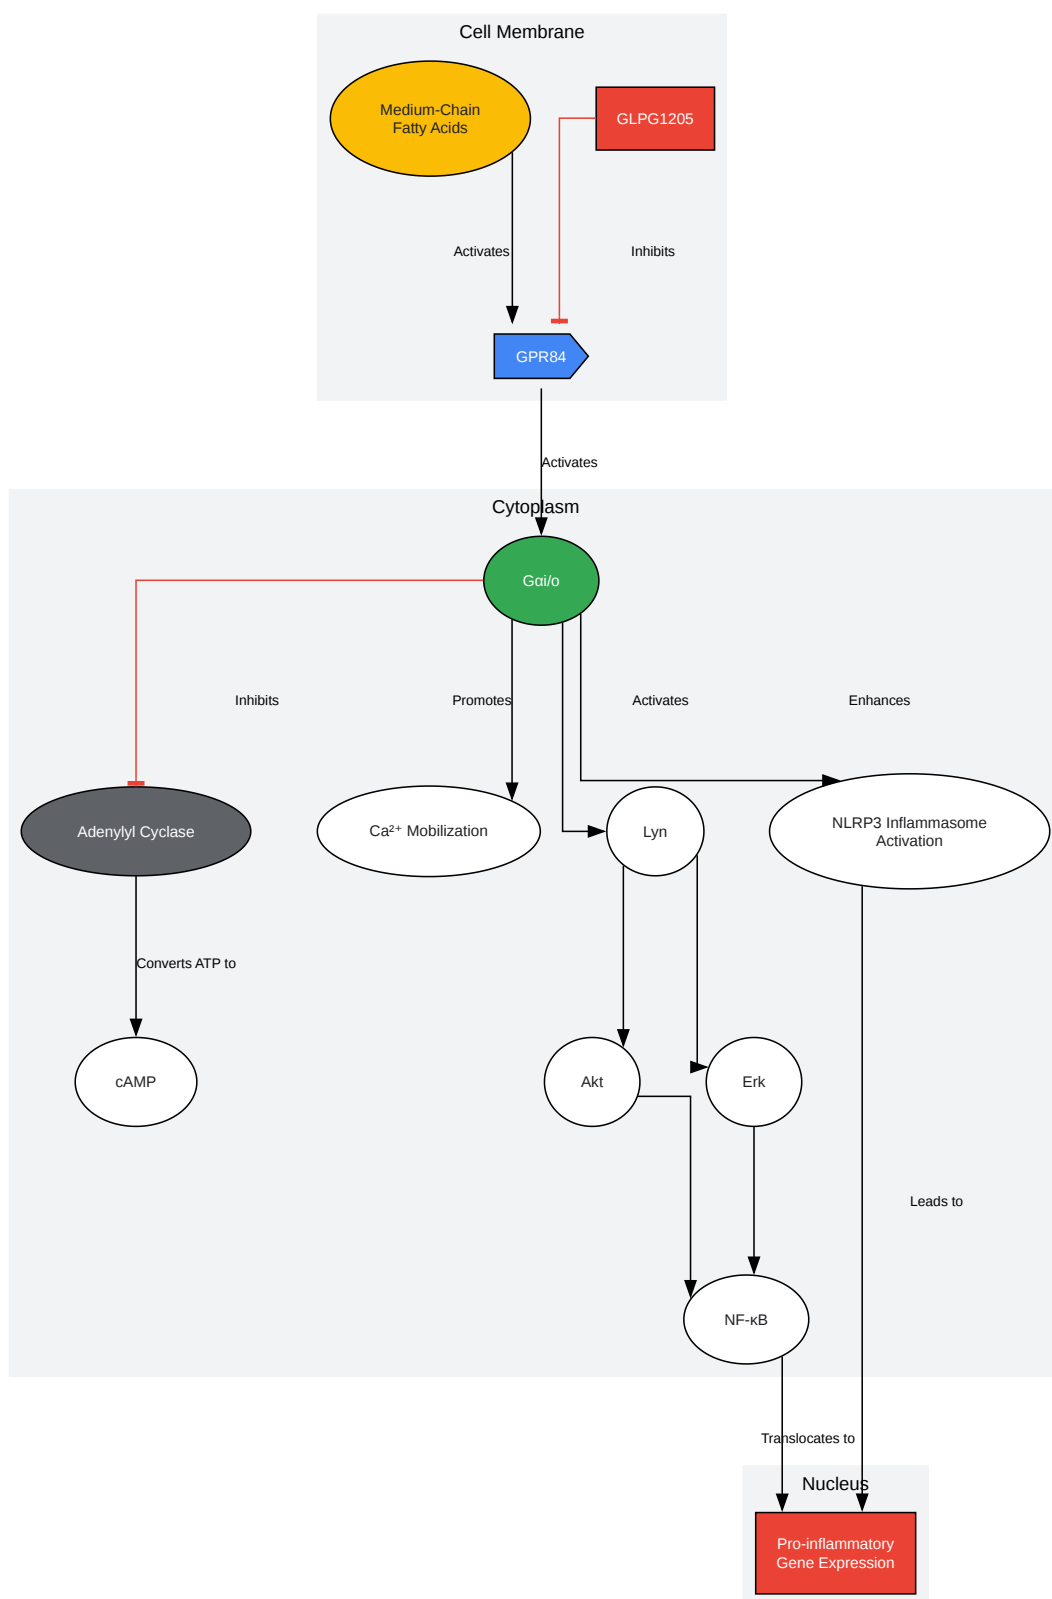 Cell Membrane
Medium-Chain
Fatty Acids
GLPG1205
Activates
Inhibits
GPR84
Activates
Cytoplasm
Gαi/o
Inhibits
Promotes
Activates
Enhances
Adenylyl Cyclase
Ca²⁺ Mobilization
Lyn
NLRP3 Inflammasome
Activation
Converts ATP to
cAMP
Akt
Erk
Leads to
NF-κB
Translocates to
Nucleus
Pro-inflammatory
Gene Expression